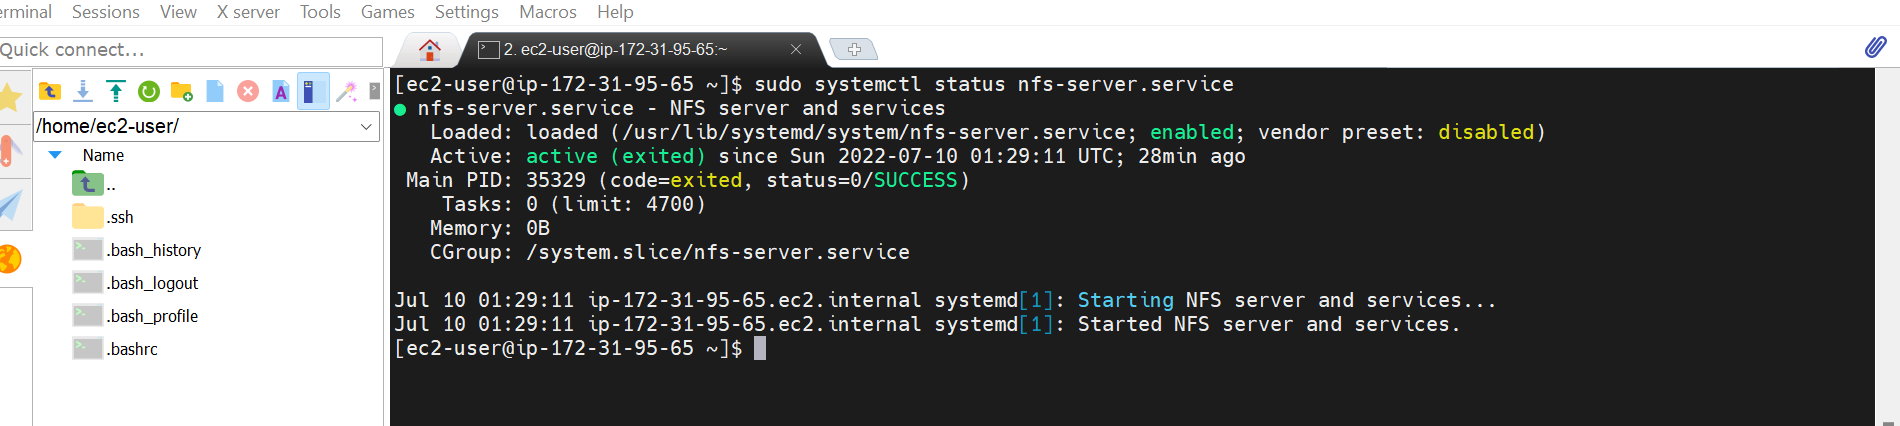 erminal Sessions View X server Tools Games Settings Macros Help
Quick connect...
2. ec2-user@ip-172-31-95-65:~
/home/ec2-user/
Name
..
.ssh
.bash_history
.bash_logout
.bash_profile
.bashrc
[ec2-user@ip-172-31-95-65 ~]$ sudo systemctl status nfs-server.service
● nfs-server.service - NFS server and services
Loaded: loaded (/usr/lib/systemd/system/nfs-server.service; enabled; vendor preset: disabled)
Active: active (exited) since Sun 2022-07-10 01:29:11 UTC; 28min ago
Main PID: 35329 (code=exited, status=0/SUCCESS)
Tasks: 0 (limit: 4700)
Memory: 0B
CGroup: /system.slice/nfs-server.service
Jul 10 01:29:11 ip-172-31-95-65.ec2.internal systemd[1]: Starting NFS server and services...
Jul 10 01:29:11 ip-172-31-95-65.ec2.internal systemd[1]: Started NFS server and services.
[ec2-user@ip-172-31-95-65 ~]$